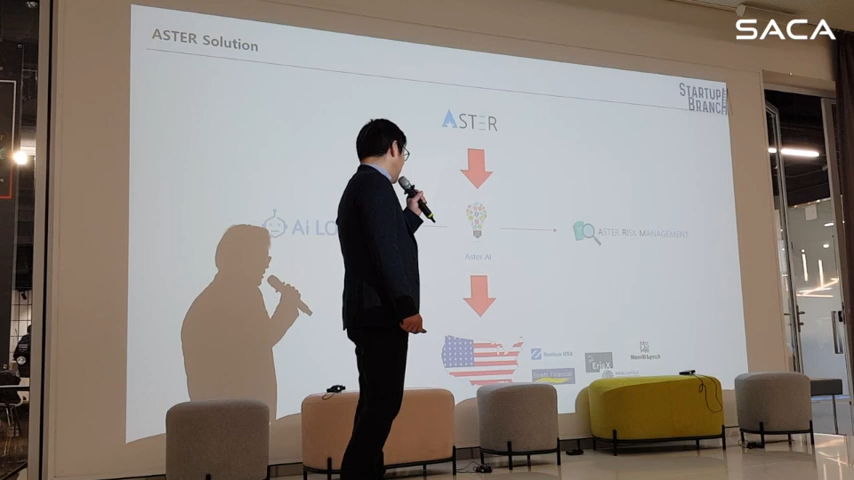 SACA
ASTER Solution
STARTUP
BRANCH
ASTER
Ai LO
Aster AI
ASTER RISK MANAGEMENT